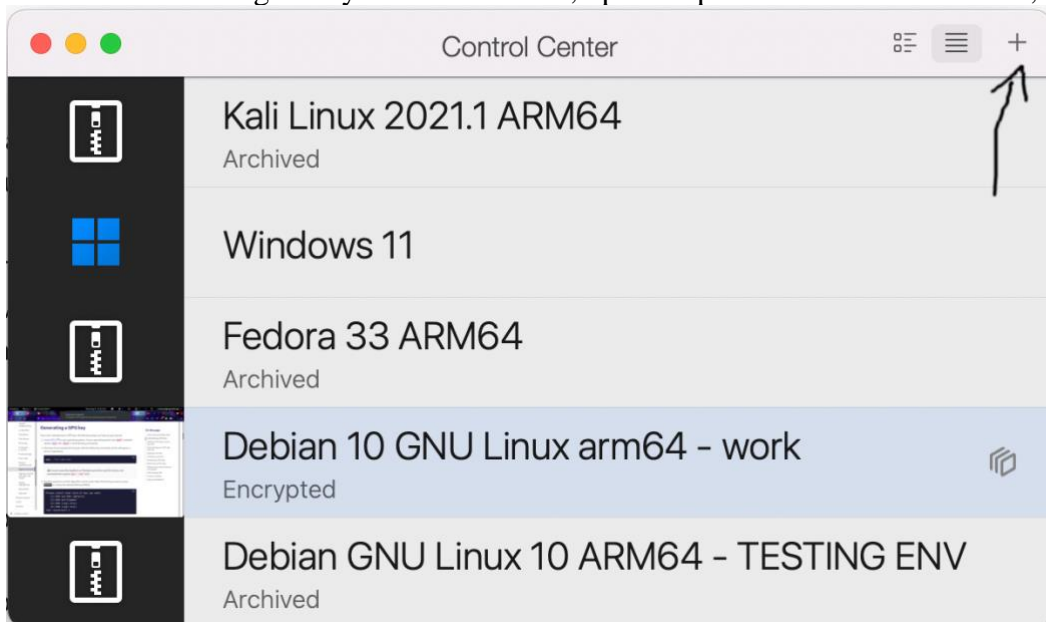 Control Center
Kali Linux 2021.1 ARM64
Archived
Windows 11
Fedora 33 ARM64
Archived
Debian 10 GNU Linux arm64 - work
Encrypted
Debian GNU Linux 10 ARM64 - TESTING ENV
Archived